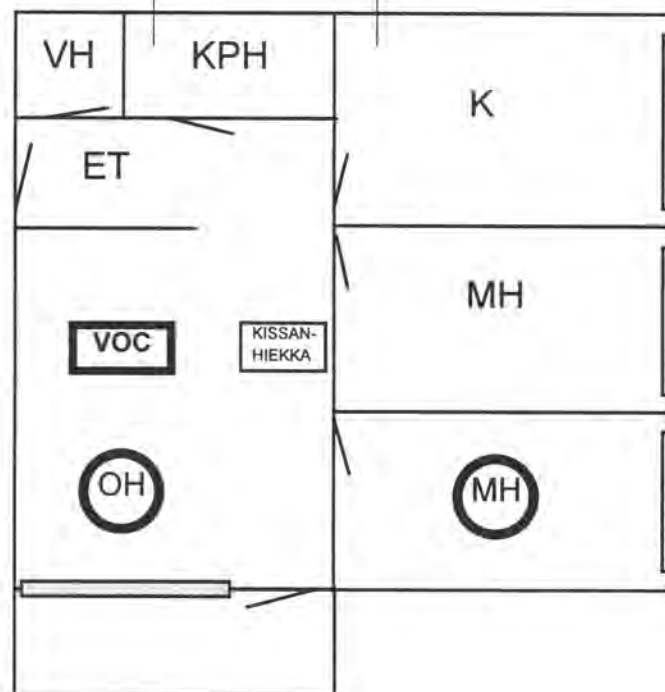 VH
KPH
K
ET
MH
VOC
KISSAN-
HIEKKA
OH
MH